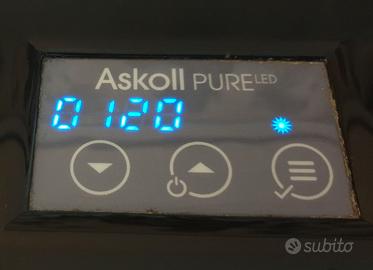 Askoll PURE LED
0120
subito